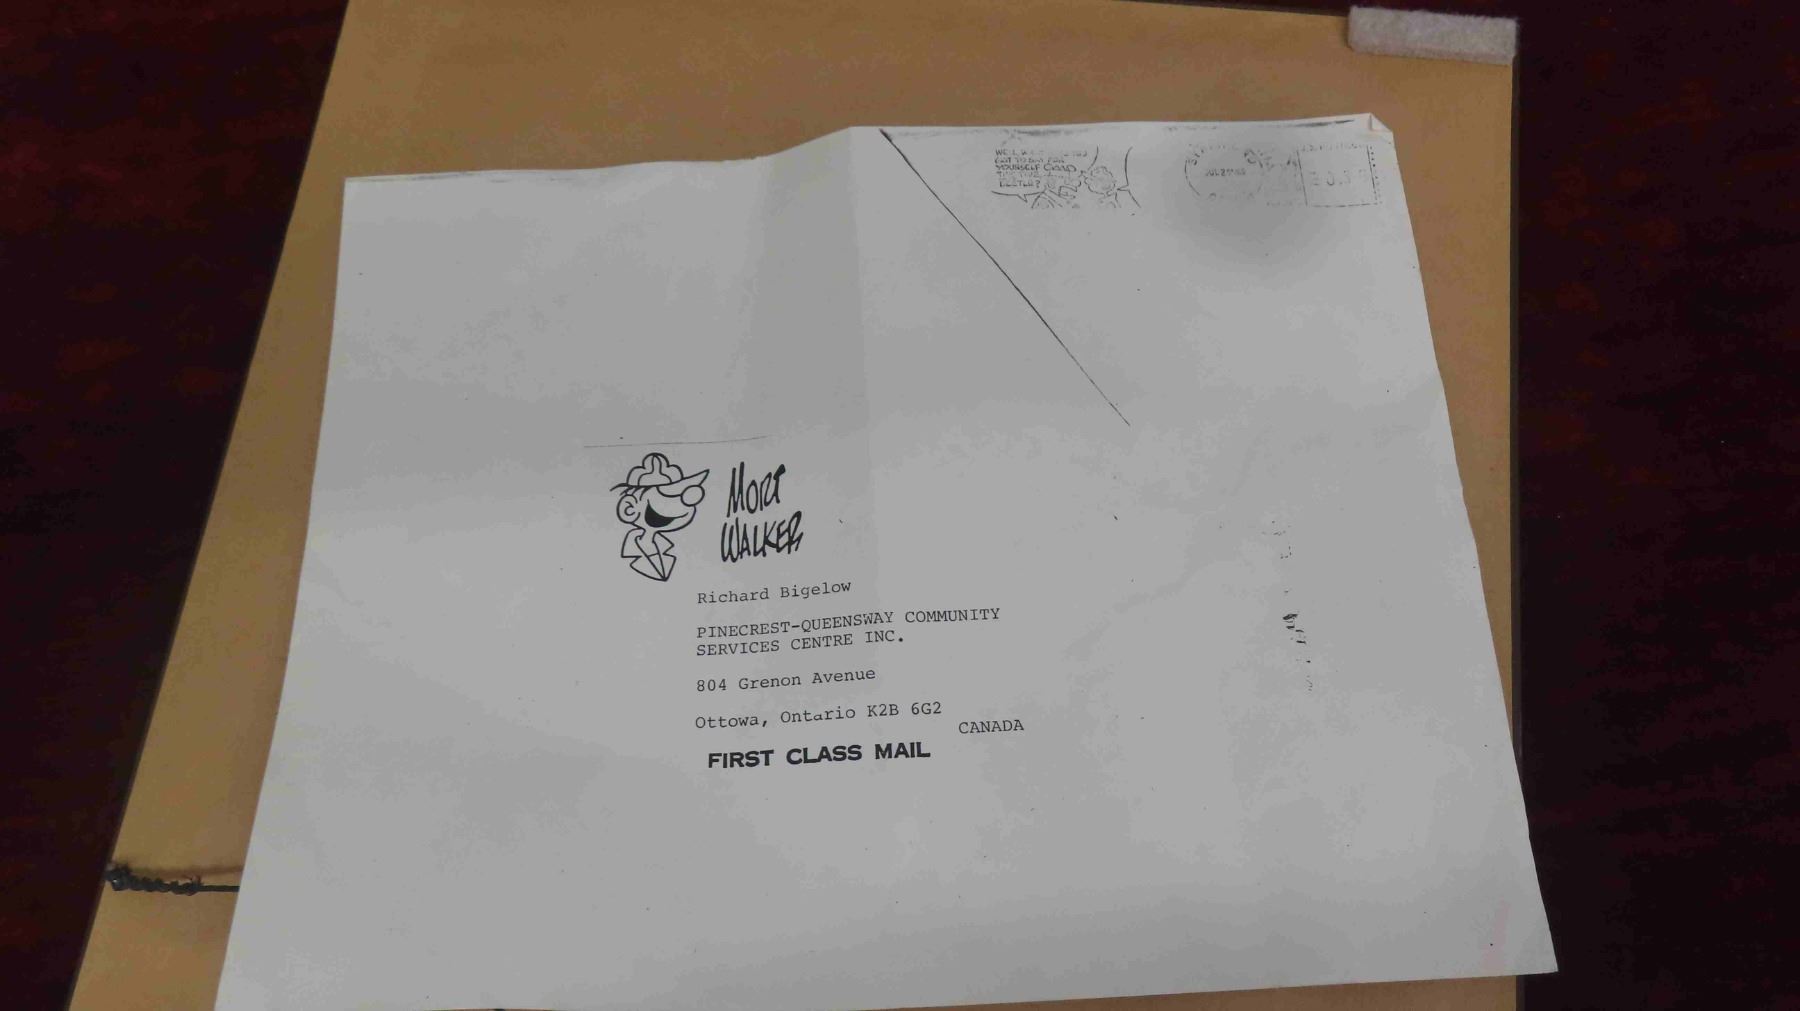 YOURSELF
MORT
WALKER
Richard Bigelow
PINECREST-QUEENSWAY COMMUNITY
SERVICES CENTRE INC.
804 Grenon Avenue
Ottowa, Ontario K2B 6G2
CANADA
FIRST CLASS MAIL